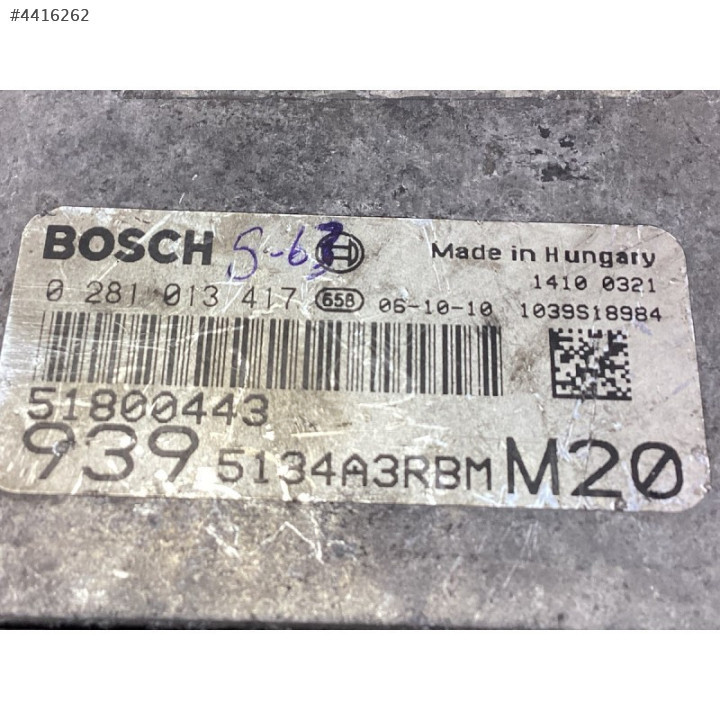 #4416262
BOSCH S-63 Made in Hungary
1410 0321
0 281 013 417 658 06-10-10 1039S18984
51800443
939 5134A3RBM M20